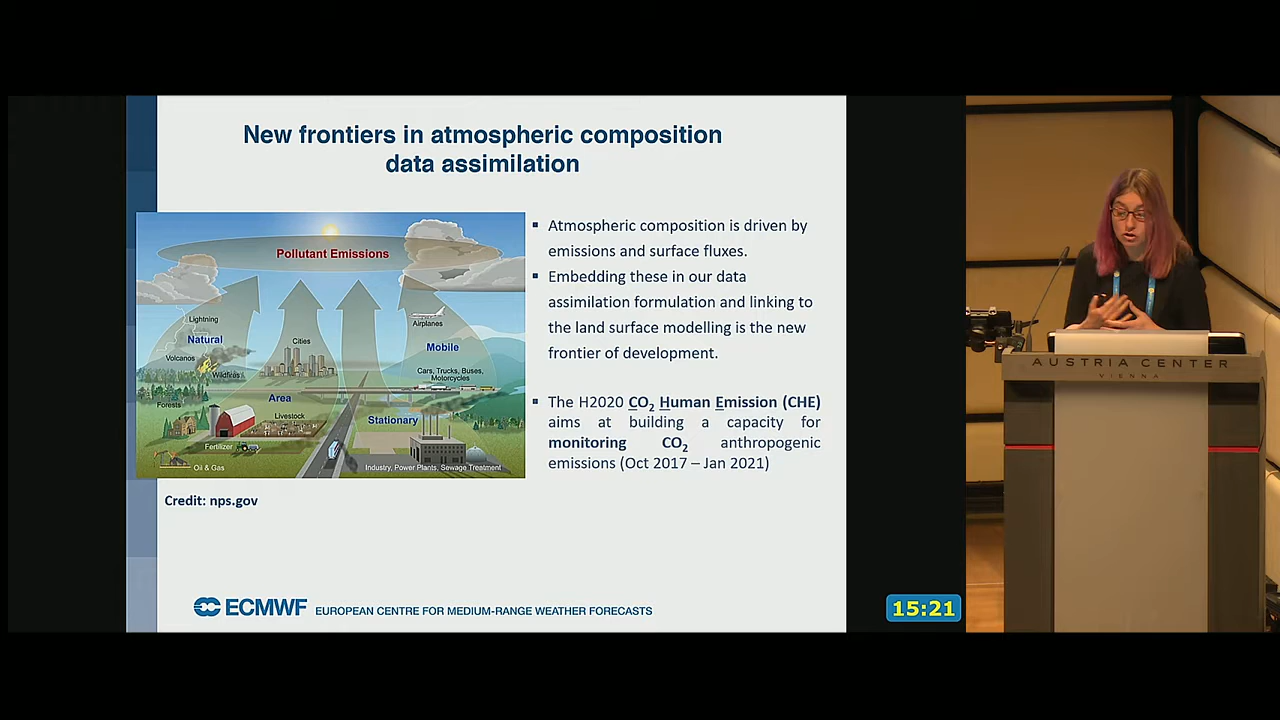 New frontiers in atmospheric composition
data assimilation
Pollutant Emissions
Lightning
Natural
Volcanos
Wildfires
Forests
Cities
Area
Livestock
Fertilizer
Oil & Gas
Airplanes
Mobile
Cars, Trucks, Buses,
Motorcycles
Stationary
Industry, Power Plants, Sewage Treatment
Credit: nps.gov
▪ Atmospheric composition is driven by
emissions and surface fluxes.
▪ Embedding these in our data
assimilation formulation and linking to
the land surface modelling is the new
frontier of development.
▪ The H2020 CO₂ Human Emission (CHE)
aims at building a capacity for
monitoring CO₂ anthropogenic
emissions (Oct 2017 – Jan 2021)
ECMWF EUROPEAN CENTRE FOR MEDIUM-RANGE WEATHER FORECASTS
15:21
AUSTRIA CENTER
VIENNA